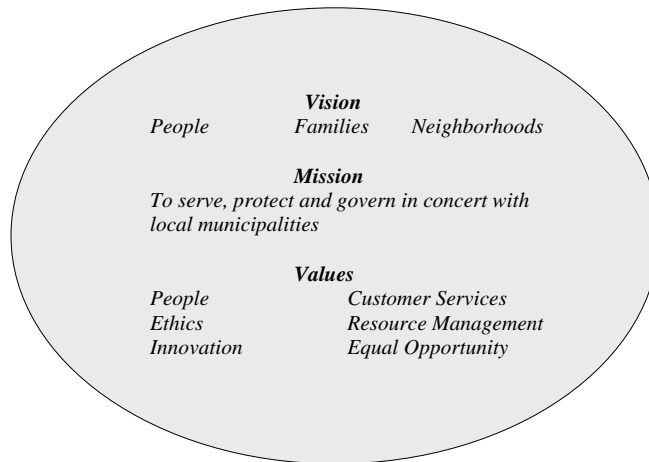 Vision
People Families Neighborhoods
Mission
To serve, protect and govern in concert with
local municipalities
Values
People Customer Services
Ethics Resource Management
Innovation Equal Opportunity